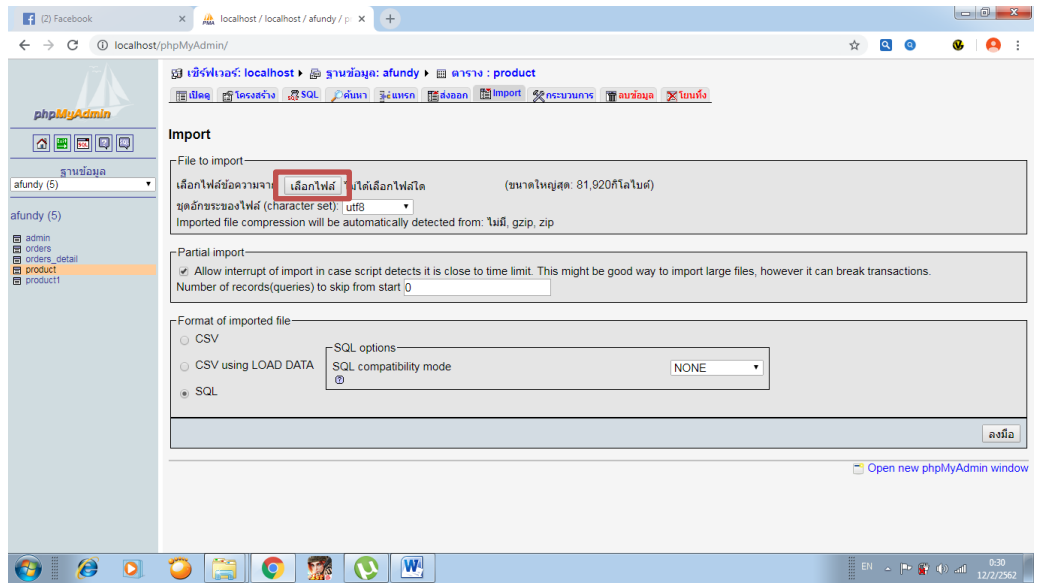 (2) Facebook
localhost / localhost / afundy / p
localhost/phpMyAdmin/
phpMyAdmin
ฐานข้อมูล
afundy (5)
afundy (5)
admin
orders
orders_detail
product
product1
เซิร์ฟเวอร์: localhost ฐานข้อมูล: afundy ตาราง : product
เปิดดู โครงสร้าง SQL ค้นหา แทรก ส่งออก Import กระบวนการ ลบข้อมูล โยนทิ้ง
Import
File to import
เลือกไฟล์ข้อความจาก เลือกไฟล์ ไม่ได้เลือกไฟล์ใด (ขนาดใหญ่สุด: 81,920กิโลไบต์)
ชุดอักขระของไฟล์ (character set): utf8
Imported file compression will be automatically detected from: ไม่มี, gzip, zip
Partial import
Allow interrupt of import in case script detects it is close to time limit. This might be good way to import large files, however it can break transactions.
Number of records(queries) to skip from start 0
Format of imported file
CSV
CSV using LOAD DATA
SQL
SQL options
SQL compatibility mode NONE
ลงมือ
Open new phpMyAdmin window
EN
0:30
12/2/2562